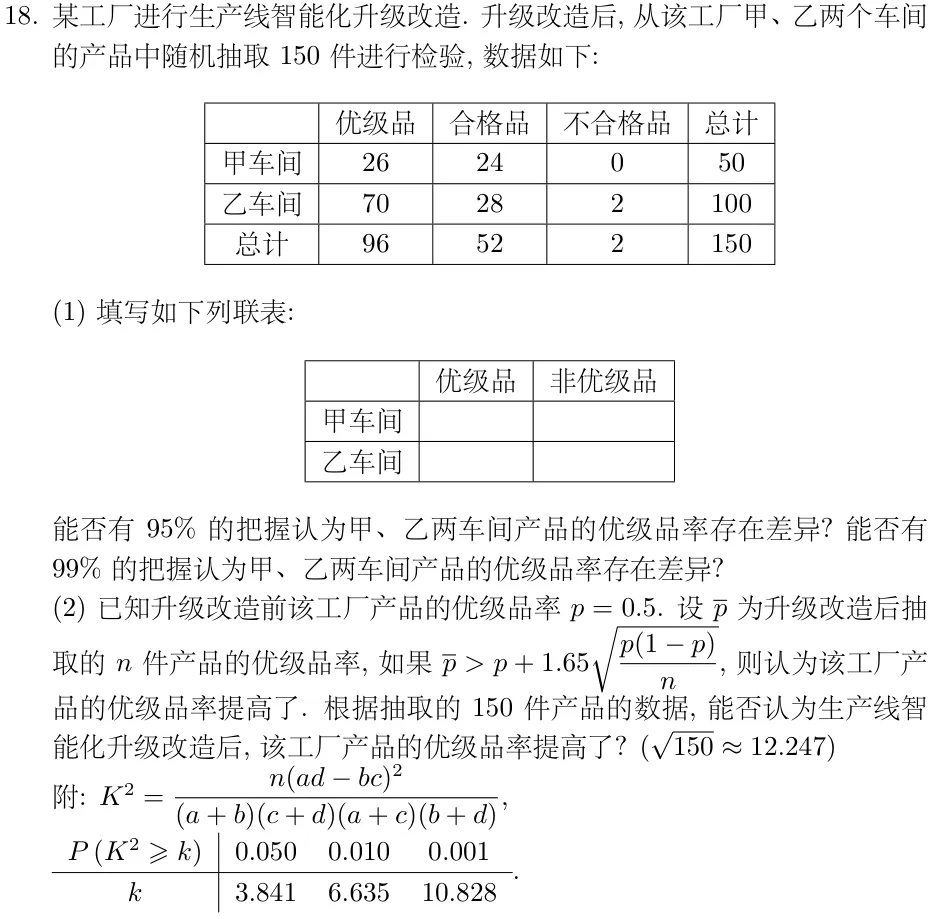 18. 某工厂进行生产线智能化升级改造. 升级改造后, 从该工厂甲、乙两个车间
的产品中随机抽取 150 件进行检验, 数据如下:
优级品 合格品 不合格品 总计
甲车间 26 24 0 50
乙车间 70 28 2 100
总计 96 52 2 150
(1) 填写如下列联表:
优级品 非优级品
甲车间
乙车间
能否有 95% 的把握认为甲、乙两车间产品的优级品率存在差异? 能否有
99% 的把握认为甲、乙两车间产品的优级品率存在差异?
(2) 已知升级改造前该工厂产品的优级品率 p = 0.5. 设 p̅ 为升级改造后抽
取的 n 件产品的优级品率, 如果 p̅ > p + 1.65√(p(1 − p)/n), 则认为该工厂产
品的优级品率提高了. 根据抽取的 150 件产品的数据, 能否认为生产线智
能化升级改造后, 该工厂产品的优级品率提高了? (√150 ≈ 12.247)
附: K² = n(ad − bc)²/((a + b)(c + d)(a + c)(b + d)),
P (K² ⩾ k) 0.050 0.010 0.001
k 3.841 6.635 10.828 .